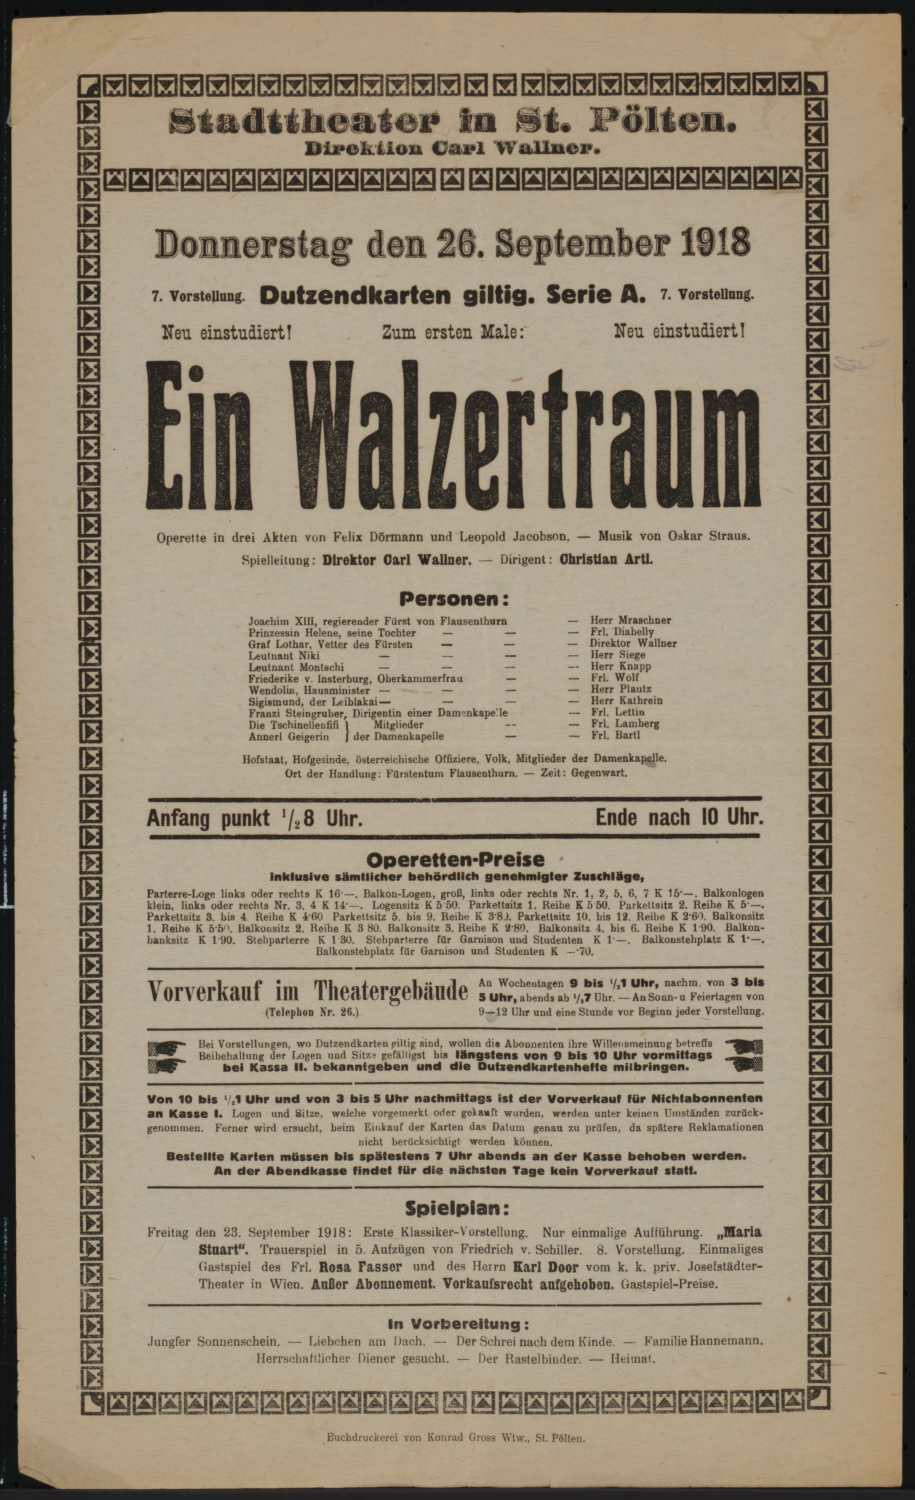 Stadttheater in St. Pölten.
Direktion Carl Wallner.
Donnerstag den 26. September 1918
7. Vorstellung. Dutzendkarten giltig. Serie A. 7. Vorstellung.
Neu einstudiert! Zum ersten Male: Neu einstudiert!
Ein Walzertraum
Operette in drei Akten von Felix Dörmann und Leopold Jacobson. — Musik von Oskar Straus.
Spielleitung: Direktor Carl Wallner. — Dirigent: Christian Artl.
Personen:
Joachim XIII, regierender Fürst von Flausenthurn — Herr Mraschner
Prinzessin Helene, seine Tochter — — — Frl. Diabelly
Graf Lothar, Vetter des Fürsten — — — Direktor Wallner
Leutnant Niki — — — — Herr Siege
Leutnant Montschi — — — — Herr Knapp
Friederike v. Insterburg, Oberkammerfrau — — Frl. Wolf
Wendolin, Hausminister — — — — Herr Plautz
Sigismund, der Leiblakai — — — — Herr Kathrein
Franzi Steingruber, Dirigentin einer Damenkapelle — Frl. Lettin
Die Tschinellenfifi } Mitglieder — — Frl. Lamberg
Annerl Geigerin } der Damenkapelle — — Frl. Bartl
Hofstaat, Hofgesinde, österreichische Offiziere, Volk, Mitglieder der Damenkapelle.
Ort der Handlung: Fürstentum Flausenthurn. — Zeit: Gegenwart.
Anfang punkt 1/2 8 Uhr. Ende nach 10 Uhr.
Operetten-Preise
inklusive sämtlicher behördlich genehmigter Zuschläge,
Parterre-Loge links oder rechts K 16·—. Balkon-Logen, groß, links oder rechts Nr. 1, 2, 5, 6, 7 K 15·—. Balkonlogen
klein, links oder rechts Nr. 3, 4 K 14·—. Logensitz K 5·50. Parkettsitz 1. Reihe K 5·50. Parkettsitz 2. Reihe K 5·—.
Parkettsitz 3. bis 4. Reihe K 4·60 Parkettsitz 5. bis 9. Reihe K 3·80. Parkettsitz 10. bis 12. Reihe K 2·60. Balkonsitz
1. Reihe K 5·50. Balkonsitz 2. Reihe K 3·80. Balkonsitz 3. Reihe K 2·80. Balkonsitz 4. bis 6. Reihe K 1·90. Balkon-
banksitz K 1·90. Stehparterre K 1·30. Stehparterre für Garnison und Studenten K 1·—. Balkonstehplatz K 1·—.
Balkonstehplatz für Garnison und Studenten K —·70.
Vorverkauf im Theatergebäude
(Telephon Nr. 26.)
An Wochentagen 9 bis 1/2 1 Uhr, nachm. von 3 bis
5 Uhr, abends ab 1/2 7 Uhr. — An Sonn- u Feiertagen von
9—12 Uhr und eine Stunde vor Beginn jeder Vorstellung.
Bei Vorstellungen, wo Dutzendkarten giltig sind, wollen die Abonnenten ihre Willensmeinung betreffs
Beibehaltung der Logen und Sitze gefälligst bis längstens von 9 bis 10 Uhr vormittags
bei Kassa II. bekanntgeben und die Dutzendkartenhefte mitbringen.
Von 10 bis 1/2 1 Uhr und von 3 bis 5 Uhr nachmittags ist der Vorverkauf für Nichtabonnenten
an Kasse I. Logen und Sitze, welche vorgemerkt oder gekauft wurden, werden unter keinen Umständen zurück-
genommen. Ferner wird ersucht, beim Einkauf der Karten das Datum genau zu prüfen, da spätere Reklamationen
nicht berücksichtigt werden können.
Bestellte Karten müssen bis spätestens 7 Uhr abends an der Kasse behoben werden.
An der Abendkasse findet für die nächsten Tage kein Vorverkauf statt.
Spielplan:
Freitag den 23. September 1918: Erste Klassiker-Vorstellung. Nur einmalige Aufführung. „Maria
Stuart“. Trauerspiel in 5. Aufzügen von Friedrich v. Schiller. 8. Vorstellung. Einmaliges
Gastspiel des Frl. Rosa Fasser und des Herrn Karl Door vom k. k. priv. Josefstädter-
Theater in Wien. Außer Abonnement. Vorkaufsrecht aufgehoben. Gastspiel-Preise.
In Vorbereitung:
Jungfer Sonnenschein. — Liebchen am Dach. — Der Schrei nach dem Kinde. — Familie Hannemann.
Herrschaftlicher Diener gesucht. — Der Rastelbinder. — Heimat.
Buchdruckerei von Konrad Gross Wtw., St. Pölten.